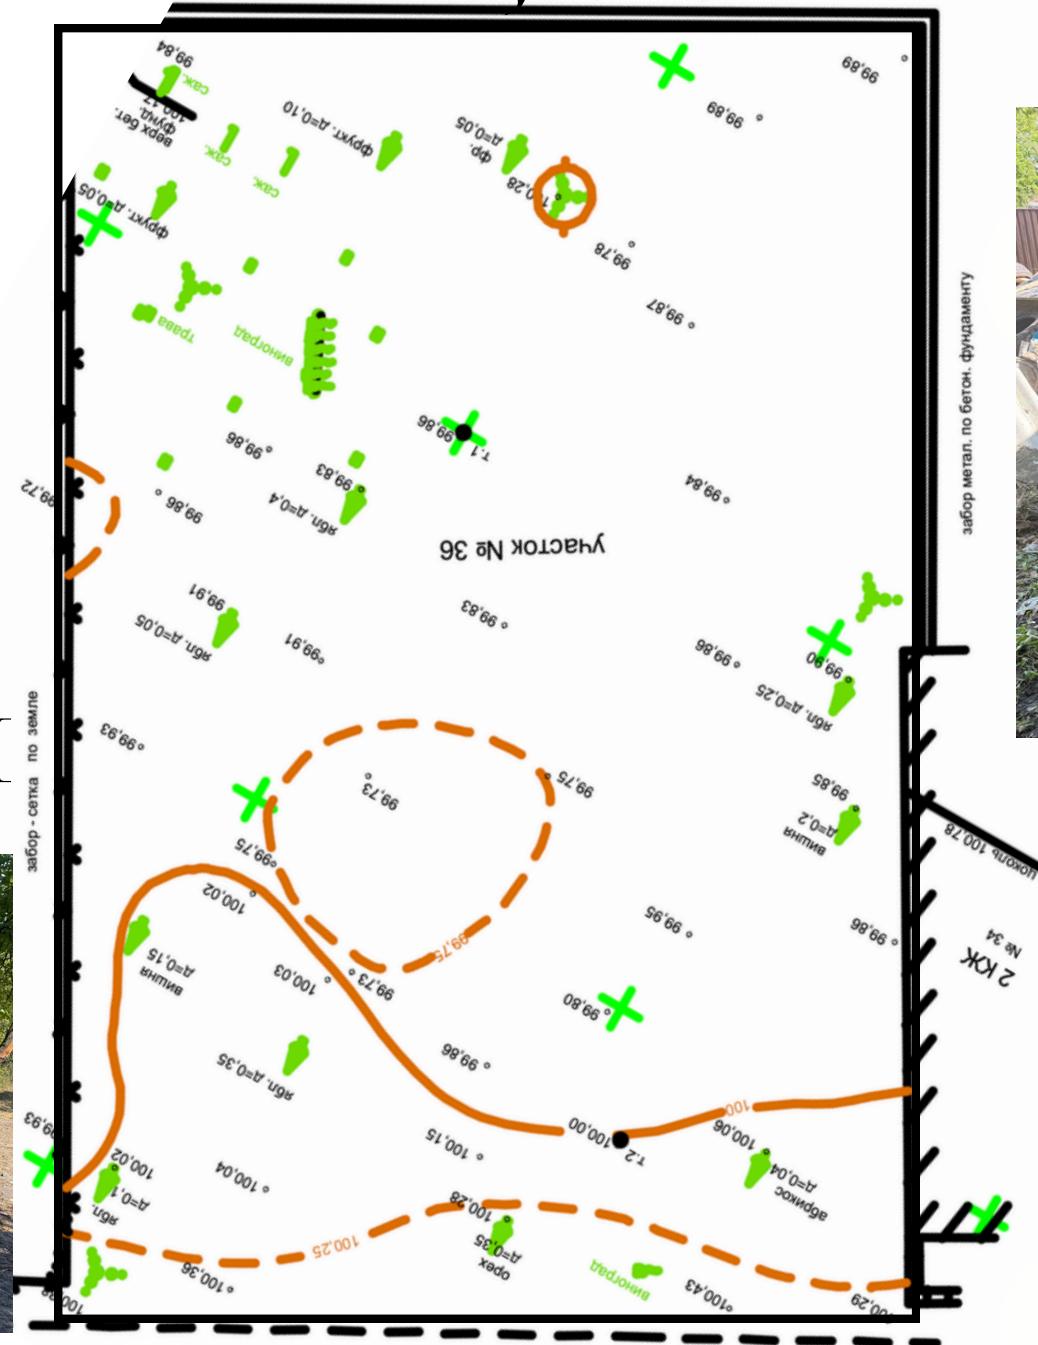 99,84
саж.
100,17
фунд.
верх бет.
саж.
саж.
фрукт. д=0,10
фр.
д=0,05
100,28
99,89
99,89
фрукт. д=0,05
99,78
99,87
трава
виноград
99,86
т.1
99,86
99,83
ябл. д=0,4
99,86
99,72
99,84
участок № 36
забор метал. по бетон. фундаменту
99,91
ябл. д=0,05
99,91
99,83
99,86
99,90
ябл. д=0,25
99,93
забор - сетка по земле
99,73
99,75
99,85
д=0,2
вишня
цоколь 100,78
99,75
100,02
99,95
99,86
№ 34
2 КЖ
99,75
вишня
д=0,15
100,03
99,73
99,80
99,86
ябл. д=0,35
100
99,93
100,00
т.2
100,06
100,15
100,02
д=0,1
ябл.
100,04
абрикос
д=0,04
100,28
д=0,35
орех
100,25
100,36
виноград
100,43
100,29